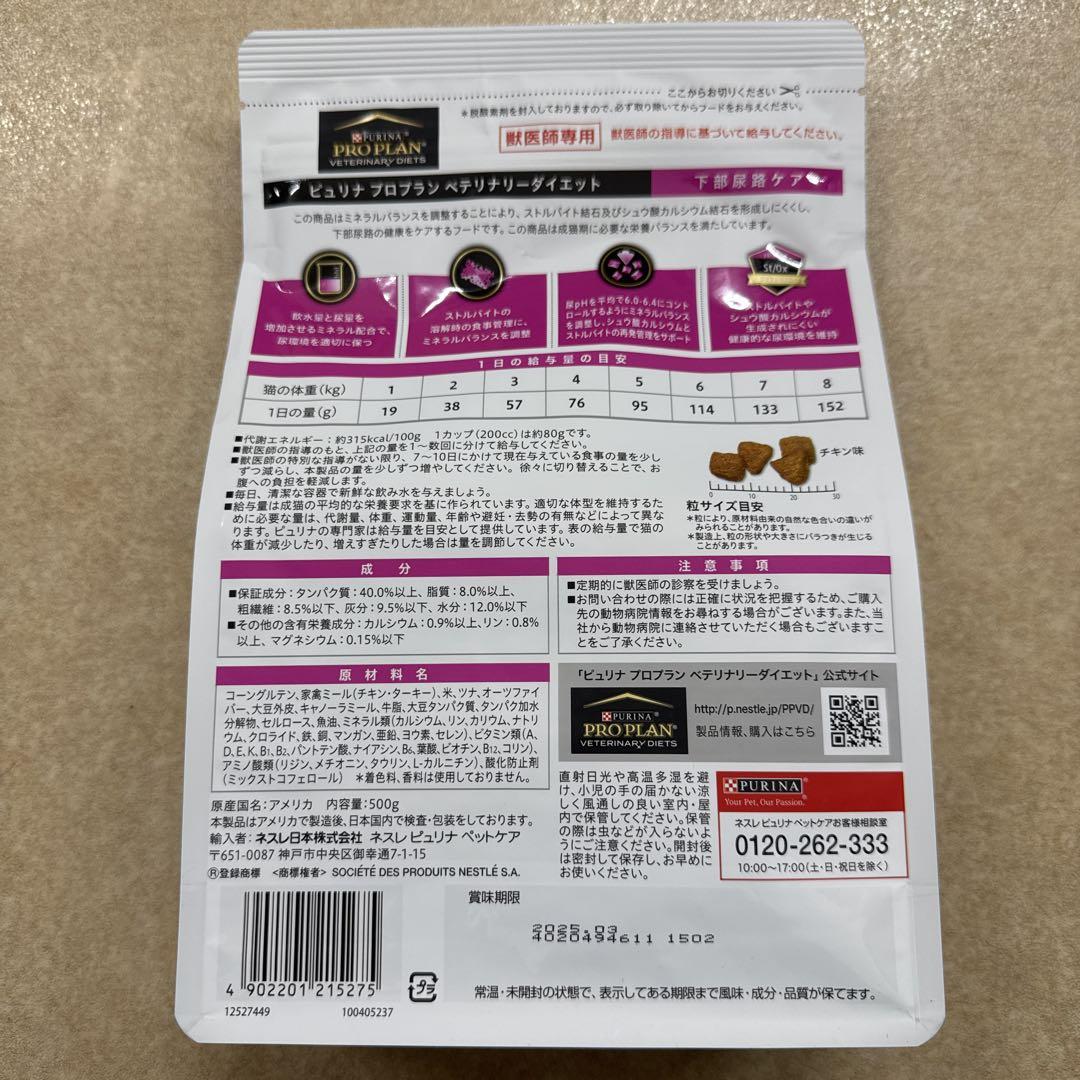 ここからお切りください
＊脱酸素剤を封入しておりますので、必ず取り除いてからフードをお与えください。
PURINA
PRO PLAN
VETERINARY DIETS
獣医師専用 獣医師の指導に基づいて給与してください。
ピュリナ プロプラン ベテリナリーダイエット 下部尿路ケア
この商品はミネラルバランスを調整することにより、ストルバイト結石及びシュウ酸カルシウム結石を形成しにくくし、
下部尿路の健康をケアするフードです。この商品は成猫期に必要な栄養バランスを満たしています。
飲水量と尿量を
増加させるミネラル配合で、
尿環境を適切に保つ
ストルバイトの
溶解時の食事管理に、
ミネラルバランスを調整
尿pHを平均で6.0-6.4にコント
ロールするようにミネラルバランス
を調整し、シュウ酸カルシウムと
ストルバイトの再発管理をサポート
St/Ox
ストルバイトや
シュウ酸カルシウムが
生成されにくい
健康的な尿環境を維持
1日の給与量の目安
猫の体重(kg) 1 2 3 4 5 6 7 8
1日の量(g) 19 38 57 76 95 114 133 152
■代謝エネルギー：約315kcal/100g 1カップ(200cc)は約80gです。
■獣医師の指導のもと、上記の量を1～数回に分けて給与してください。
■獣医師の特別な指導がない限り、7～10日にかけて現在与えている食事の量を少し
ずつ減らし、本製品の量を少しずつ増やしてください。徐々に切り替えることで、お
腹への負担を軽減します。
■毎日、清潔な容器で新鮮な飲み水を与えましょう。
■給与量は成猫の平均的な栄養要求を基に作られています。適切な体型を維持するた
めに必要な量は、代謝量、体重、運動量、年齢や避妊・去勢の有無などによって異な
ります。ピュリナの専門家は給与量を目安として提供しています。表の給与量で猫の
体重が減少したり、増えすぎたりした場合は量を調節してください。
チキン味
0 10 20 30
粒サイズ目安
＊粒により、原材料由来の自然な色合いの違いが
みられることがあります。
＊製造上、粒の形状や大きさにバラつきが生じる
ことがあります。
成分
■保証成分：タンパク質：40.0%以上、脂質：8.0%以上、
粗繊維：8.5%以下、灰分：9.5%以下、水分：12.0%以下
■その他の含有栄養成分：カルシウム：0.9%以上、リン：0.8%
以上、マグネシウム：0.15%以下
注意事項
■定期的に獣医師の診察を受けましょう。
■お問い合わせの際には正確に状況を把握するため、ご購入
先の動物病院情報をお尋ねする場合がございます。また、当
社から動物病院に連絡させていただく場合もございますこ
とをご了承ください。
原材料名
コーングルテン、家禽ミール(チキン・ターキー)、米、ツナ、オーツファイ
バー、大豆外皮、キャノーラミール、牛脂、大豆タンパク質、タンパク加水
分解物、セルロース、魚油、ミネラル類(カルシウム、リン、カリウム、ナトリ
ウム、クロライド、鉄、銅、マンガン、亜鉛、ヨウ素、セレン)、ビタミン類(A、
D、E、K、B1、B2、パントテン酸、ナイアシン、B6、葉酸、ビオチン、B12、コリン)、
アミノ酸類(リジン、メチオニン、タウリン、L-カルニチン)、酸化防止剤
(ミックストコフェロール) ＊着色料、香料は使用しておりません。
「ピュリナ プロプラン ベテリナリーダイエット」公式サイト
PURINA
PRO PLAN
VETERINARY DIETS
http://p.nestle.jp/PPVD/
製品情報、購入はこちら
原産国名：アメリカ 内容量：500g
本製品はアメリカで製造後、日本国内で検査・包装をしております。
輸入者：ネスレ日本株式会社 ネスレ ピュリナ ペットケア
〒651-0087 神戸市中央区御幸通7-1-15
®登録商標 <商標権者> SOCIÉTÉ DES PRODUITS NESTLÉ S.A.
直射日光や高温多湿を避
け、小児の手の届かない涼
しく風通しの良い室内・屋
内で保管してください。保管
の際は虫などが入らないよ
うにご注意ください。開封後
は密封して保存し、お早めに
お使いください。
PURINA
Your Pet, Our Passion.
ネスレ ピュリナ ペットケアお客様相談室
0120-262-333
10:00～17:00(土・日・祝日を除く)
賞味期限
2025.03
4020494611 1502
4 902201 215275
プラ
12527449 100405237
常温・未開封の状態で、表示してある期限まで風味・成分・品質が保てます。